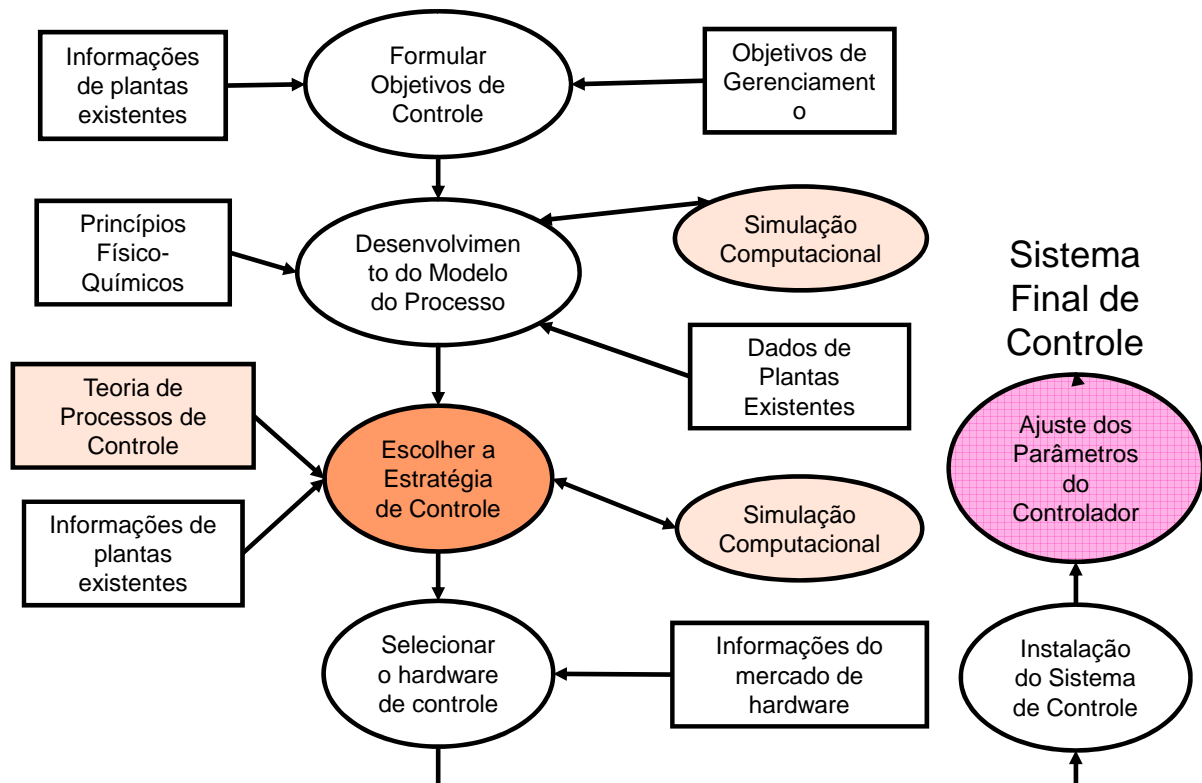 Informações
de plantas
existentes
Formular
Objetivos de
Controle
Objetivos de
Gerenciament
o
Princípios
Físico-
Químicos
Desenvolvimen
to do Modelo
do Processo
Simulação
Computacional
Dados de
Plantas
Existentes
Teoria de
Processos de
Controle
Escolher a
Estratégia
de Controle
Informações de
plantas
existentes
Simulação
Computacional
Selecionar
o hardware
de controle
Informações do
mercado de
hardware
Sistema
Final de
Controle
Ajuste dos
Parâmetros
do
Controlador
Instalação
do Sistema
de Controle